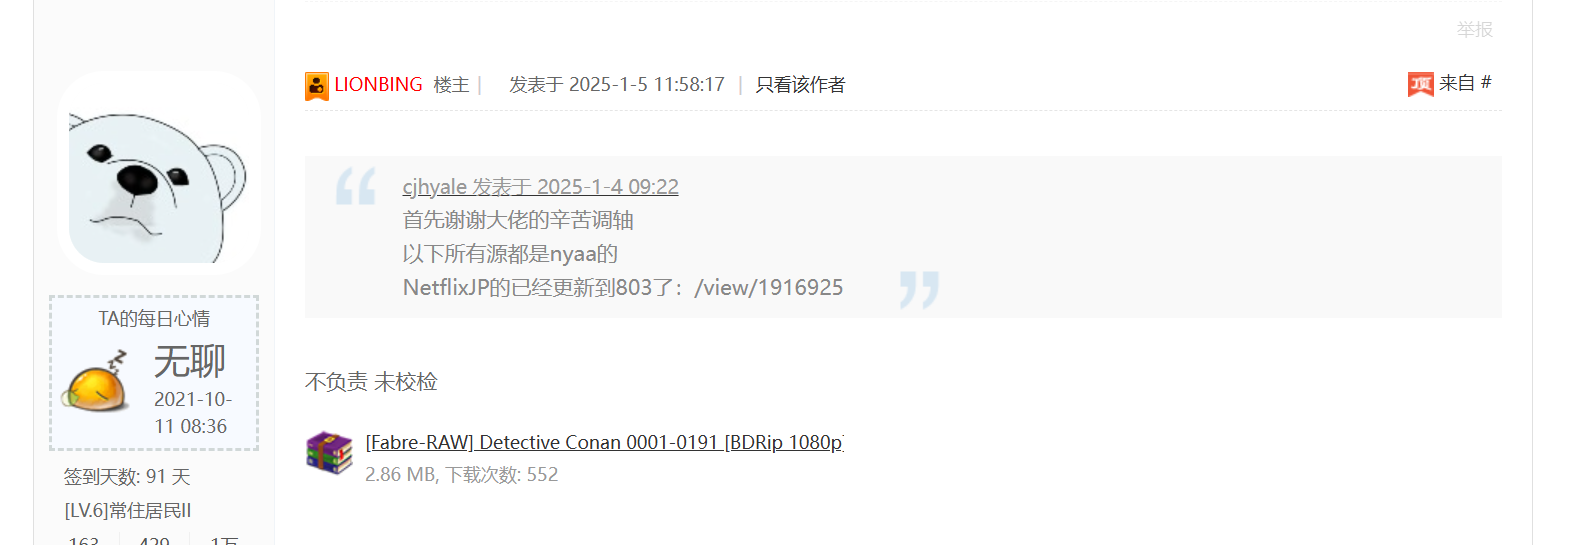 举报
LIONBING 楼主 | 发表于 2025-1-5 11:58:17 | 只看该作者
顶 来自 #
cjhyale 发表于 2025-1-4 09:22
首先谢谢大佬的辛苦调轴
以下所有源都是nyaa的
NetflixJP的已经更新到803了：/view/1916925
TA的每日心情
无聊
2021-10-
11 08:36
不负责 未校检
[Fabre-RAW] Detective Conan 0001-0191 [BDRip 1080p]
2.86 MB, 下载次数: 552
签到天数: 91 天
[LV.6]常住居民II
163 429 1万